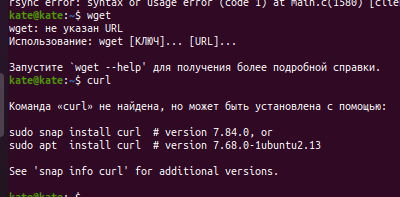 rsync error: syntax or usage error (code 1) at main.c(1580) [clie
kate@kate:~$ wget
wget: не указан URL
Использование: wget [КЛЮЧ]... [URL]...
Запустите `wget --help' для получения более подробной справки.
kate@kate:~$ curl
Команда «curl» не найдена, но может быть установлена с помощью:
sudo snap install curl  # version 7.84.0, or
sudo apt  install curl  # version 7.68.0-1ubuntu2.13
See 'snap info curl' for additional versions.
kate@kate:~$